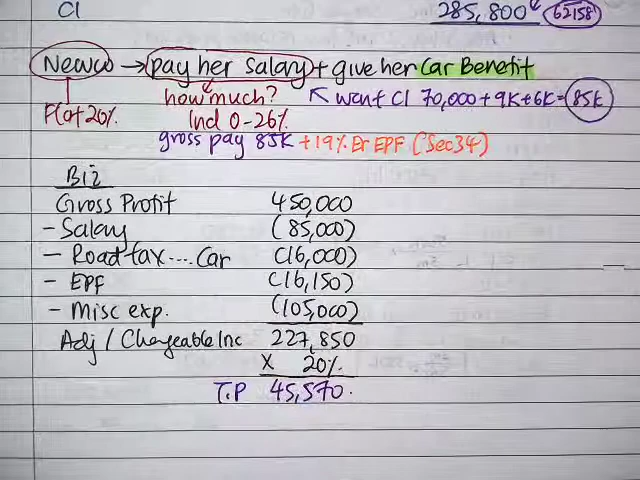 CI 285,800 62158
Newco → pay her salary + give her Car Benefit
how much? ↖ want CI 70,000 + 9K + 6K = 85K
Flat 20% Ind 0-26%
gross pay 85K + 19% Er EPF (Sec 34)
Biz
Gross Profit 450,000
- Salary (85,000)
- Road tax .... Car (16,000)
- EPF (16,150)
- Misc exp. (105,000)
Adj / Chargeable Inc 227,850
X 20%
T.P 45,570.